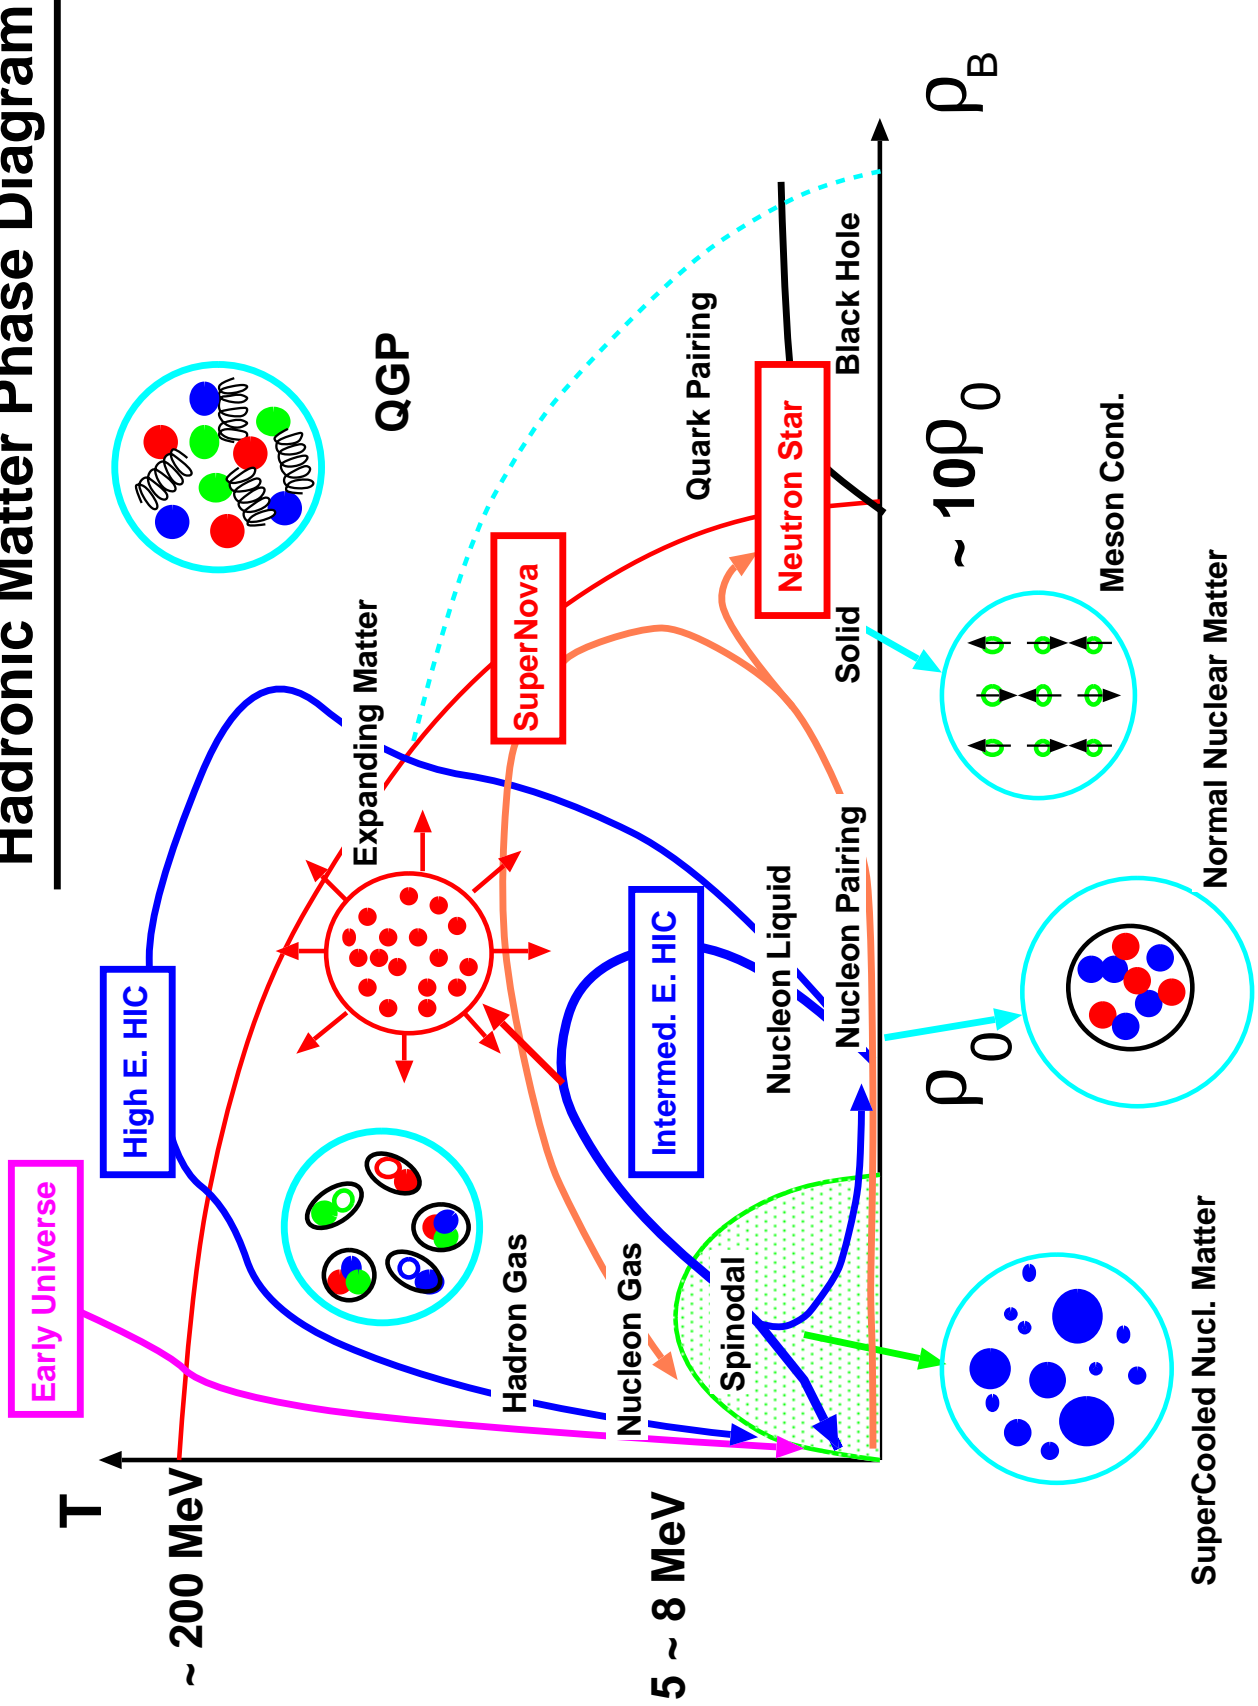 Hadronic Matter Phase Diagram
T
Early Universe
High E. HIC
~ 200 MeV
QGP
Expanding Matter
Hadron Gas
SuperNova
Nucleon Gas
5 ~ 8 MeV
Intermed. E. HIC
Quark Pairing
Spinodal
Nucleon Liquid
Neutron Star
Nucleon Pairing
Solid
Black Hole
ρ0
~ 10ρ0
ρB
Meson Cond.
SuperCooled Nucl. Matter
Normal Nuclear Matter